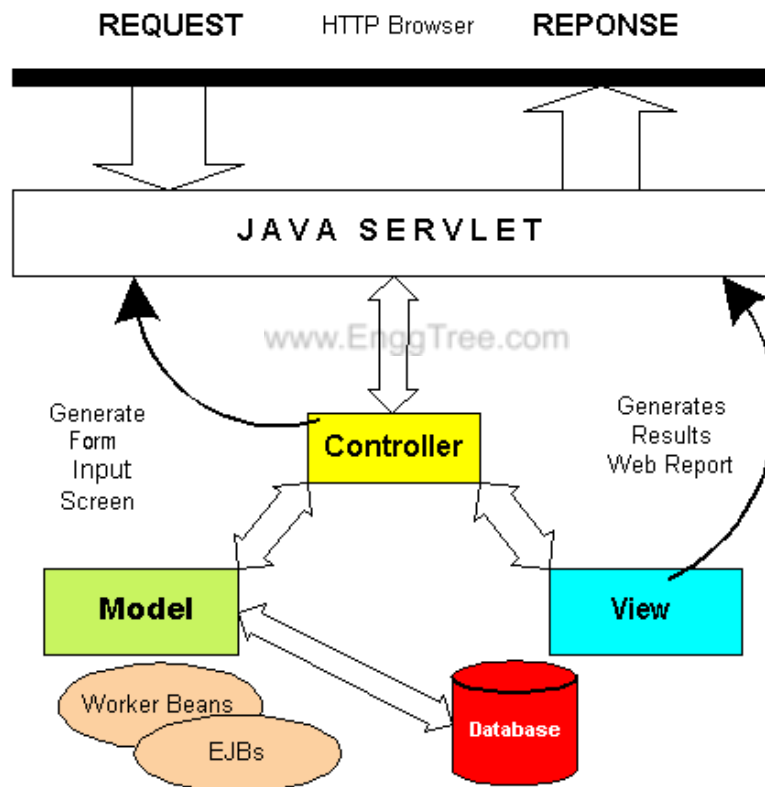 REQUEST
HTTP Browser
REPONSE
JAVA SERVLET
www.EnggTree.com
Generate
Form
Input
Screen
Controller
Generates
Results
Web Report
Model
View
Worker Beans
EJBs
Database